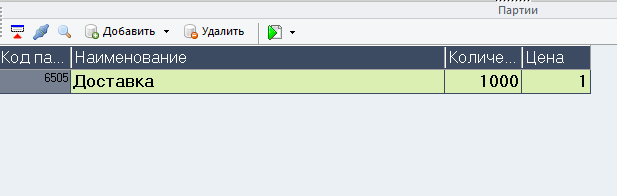 Партии
Добавить Удалить
Код па... Наименование Количе... Цена
6505 Доставка 1000 1